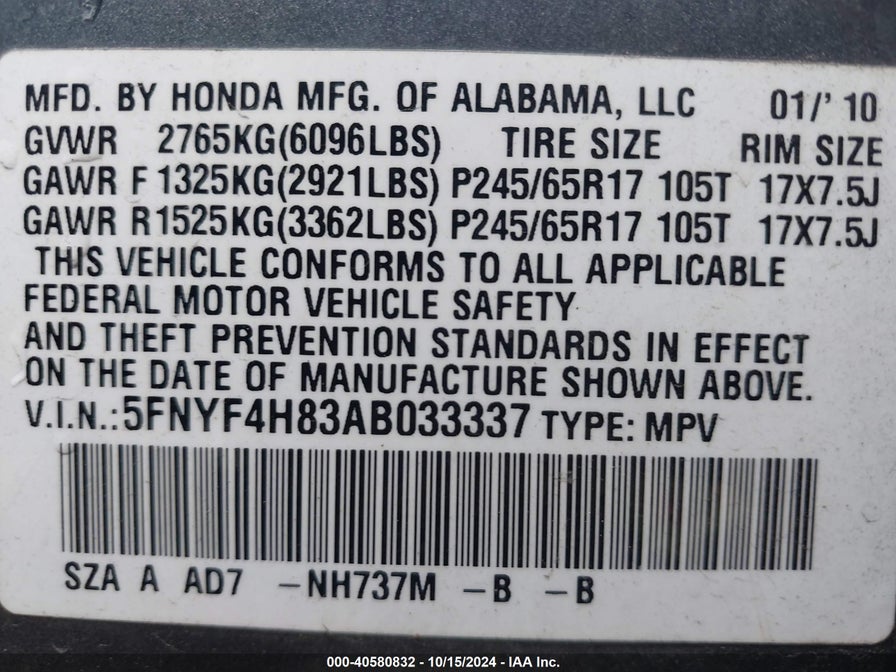 MFD. BY HONDA MFG. OF ALABAMA, LLC 01/' 10
GVWR 2765KG(6096LBS) TIRE SIZE RIM SIZE
GAWR F 1325KG(2921LBS) P245/65R17 105T 17X7.5J
GAWR R1525KG(3362LBS) P245/65R17 105T 17X7.5J
THIS VEHICLE CONFORMS TO ALL APPLICABLE
FEDERAL MOTOR VEHICLE SAFETY
AND THEFT PREVENTION STANDARDS IN EFFECT
ON THE DATE OF MANUFACTURE SHOWN ABOVE.
V.I.N.:5FNYF4H83AB033337 TYPE: MPV
SZA A AD7 -NH737M -B -B
000-40580832 - 10/15/2024 - IAA Inc.